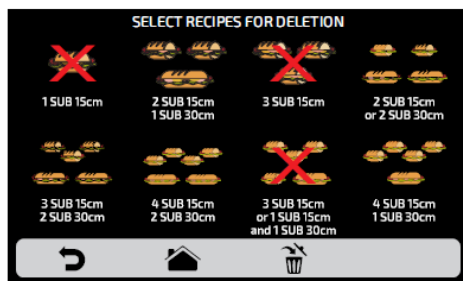 SELECT RECIPES FOR DELETION
1 SUB 15cm
2 SUB 15cm
1 SUB 30cm
3 SUB 15cm
2 SUB 15cm
or 2 SUB 30cm
3 SUB 15cm
2 SUB 30cm
4 SUB 15cm
2 SUB 30cm
3 SUB 15cm
or 1 SUB 15cm
and 1 SUB 30cm
4 SUB 15cm
1 SUB 30cm